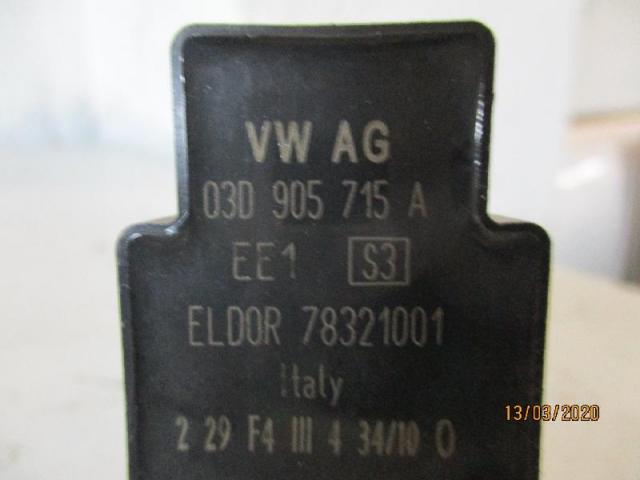 VW AG
03D 905 715 A
EE1 S3
ELDOR 78321001
Italy
2 29 F4 III 4 34/10 0
13/03/2020